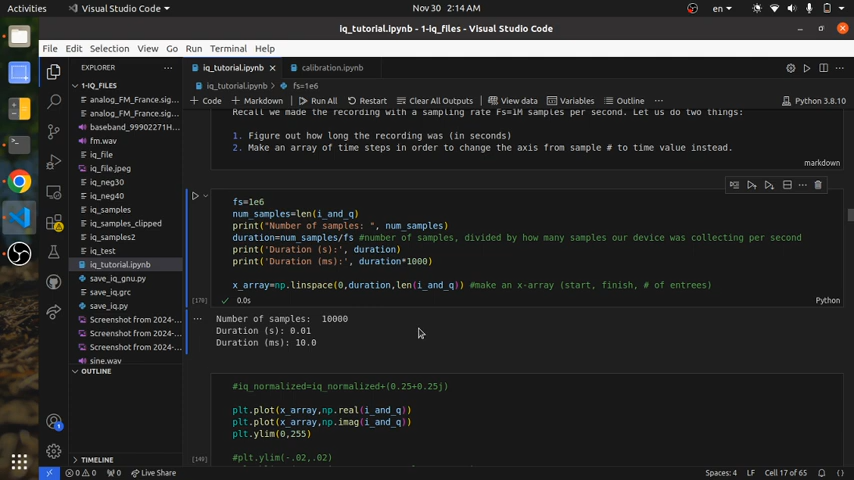 Activities
Visual Studio Code
Nov 30 2:14 AM
en
iq_tutorial.ipynb - 1-iq_files - Visual Studio Code
File Edit Selection View Go Run Terminal Help
EXPLORER ···
iq_tutorial.ipynb
calibration.ipynb
1-IQ_FILES
iq_tutorial.ipynb > fs=1e6
analog_FM_France.sig...
+ Code + Markdown Run All Restart Clear All Outputs View data Variables Outline ··· Python 3.8.10
analog_FM_France.sig...
baseband_99902271H...
fm.wav
iq_file
iq_file.jpeg
iq_neg30
iq_neg40
iq_samples
iq_samples_clipped
iq_samples2
iq_test
iq_tutorial.ipynb
save_iq_gnu.py
save_iq.grc
save_iq.py
Screenshot from 2024-...
Screenshot from 2024-...
Screenshot from 2024-...
sine.wav
OUTLINE
TIMELINE
Recall we made the recording with a sampling rate Fs=1M samples per second. Let us do two things:
1. Figure out how long the recording was (in seconds)
2. Make an array of time steps in order to change the axis from sample # to time value instead.
markdown
fs=1e6
num_samples=len(i_and_q)
print("Number of samples: ", num_samples)
duration=num_samples/fs #number of samples, divided by how many samples our device was collecting per second
print('Duration (s):', duration)
print('Duration (ms):', duration*1000)
x_array=np.linspace(0,duration,len(i_and_q)) #make an x-array (start, finish, # of entrees)
[179]
0.0s
Python
Number of samples:  10000
Duration (s): 0.01
Duration (ms): 10.0
#iq_normalized=iq_normalized+(0.25+0.25j)
plt.plot(x_array,np.real(i_and_q))
plt.plot(x_array,np.imag(i_and_q))
plt.ylim(0,255)
#plt.ylim(-.02,.02)
[149]
1
0 0 0 Live Share
Spaces: 4 LF Cell 17 of 65